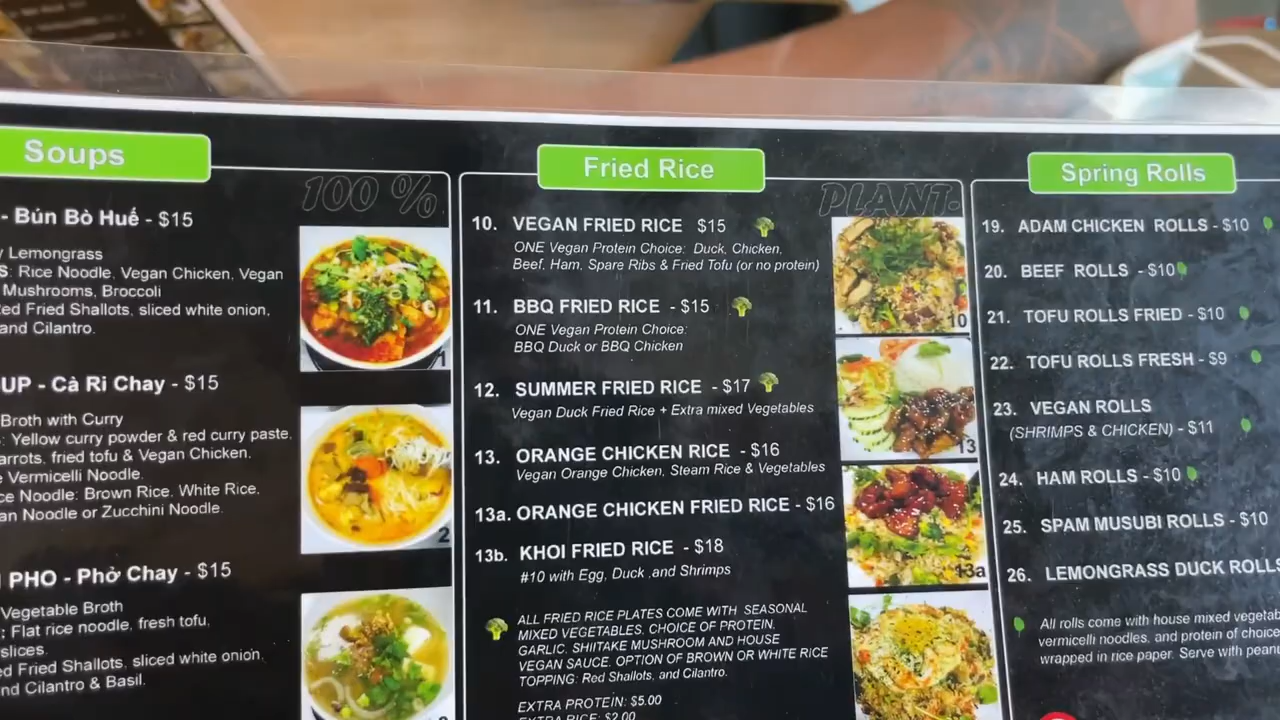 Soups
100 %
- Bún Bò Huế - $15
Lemongrass
: Rice Noodle, Vegan Chicken, Vegan
Mushrooms, Broccoli
Fried Shallots, sliced white onion,
and Cilantro.
1
UP - Cà Ri Chay - $15
Broth with Curry
: Yellow curry powder & red curry paste,
fried tofu & Vegan Chicken.
Vermicelli Noodle.
Noodle: Brown Rice, White Rice,
Noodle or Zucchini Noodle.
2
PHO - Phở Chay - $15
Vegetable Broth
: Flat rice noodle, fresh tofu,
slices.
Fried Shallots, sliced white onion,
Cilantro & Basil.
Fried Rice
PLANT-
10. VEGAN FRIED RICE $15
ONE Vegan Protein Choice: Duck, Chicken,
Beef, Ham, Spare Ribs & Fried Tofu (or no protein)
10
11. BBQ FRIED RICE - $15
ONE Vegan Protein Choice:
BBQ Duck or BBQ Chicken
12. SUMMER FRIED RICE - $17
Vegan Duck Fried Rice + Extra mixed Vegetables
13. ORANGE CHICKEN RICE - $16
Vegan Orange Chicken, Steam Rice & Vegetables
13
13a. ORANGE CHICKEN FRIED RICE - $16
13b. KHOI FRIED RICE - $18
#10 with Egg, Duck ,and Shrimps
13a
ALL FRIED RICE PLATES COME WITH SEASONAL
MIXED VEGETABLES, CHOICE OF PROTEIN,
GARLIC, SHIITAKE MUSHROOM AND HOUSE
VEGAN SAUCE. OPTION OF BROWN OR WHITE RICE
TOPPING: Red Shallots, and Cilantro.
EXTRA PROTEIN: $5.00
EXTRA RICE: $2.00
Spring Rolls
19. ADAM CHICKEN ROLLS - $10
20. BEEF ROLLS - $10
21. TOFU ROLLS FRIED - $10
22. TOFU ROLLS FRESH - $9
23. VEGAN ROLLS
(SHRIMPS & CHICKEN) - $11
24. HAM ROLLS - $10
25. SPAM MUSUBI ROLLS - $10
26. LEMONGRASS DUCK ROLLS
All rolls come with house mixed
vermicelli noodles, and protein of choice
wrapped in rice paper. Serve with